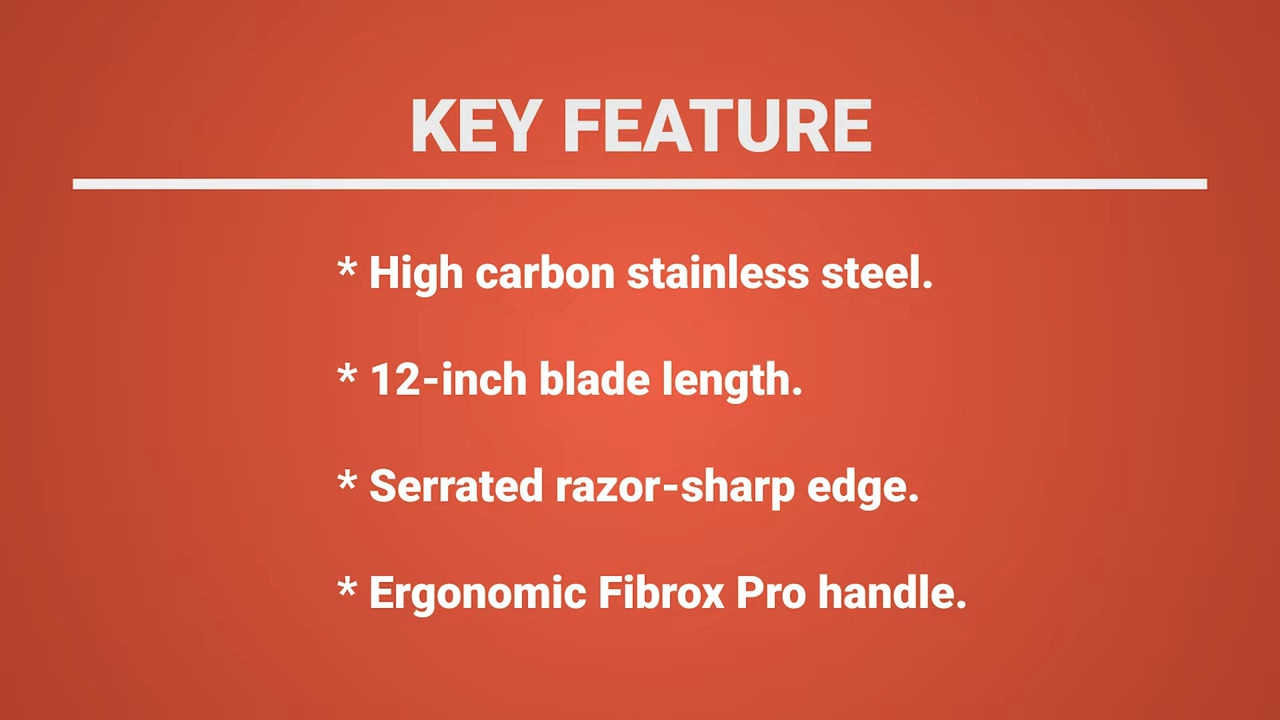 KEY FEATURE
* High carbon stainless steel.
* 12-inch blade length.
* Serrated razor-sharp edge.
* Ergonomic Fibrox Pro handle.